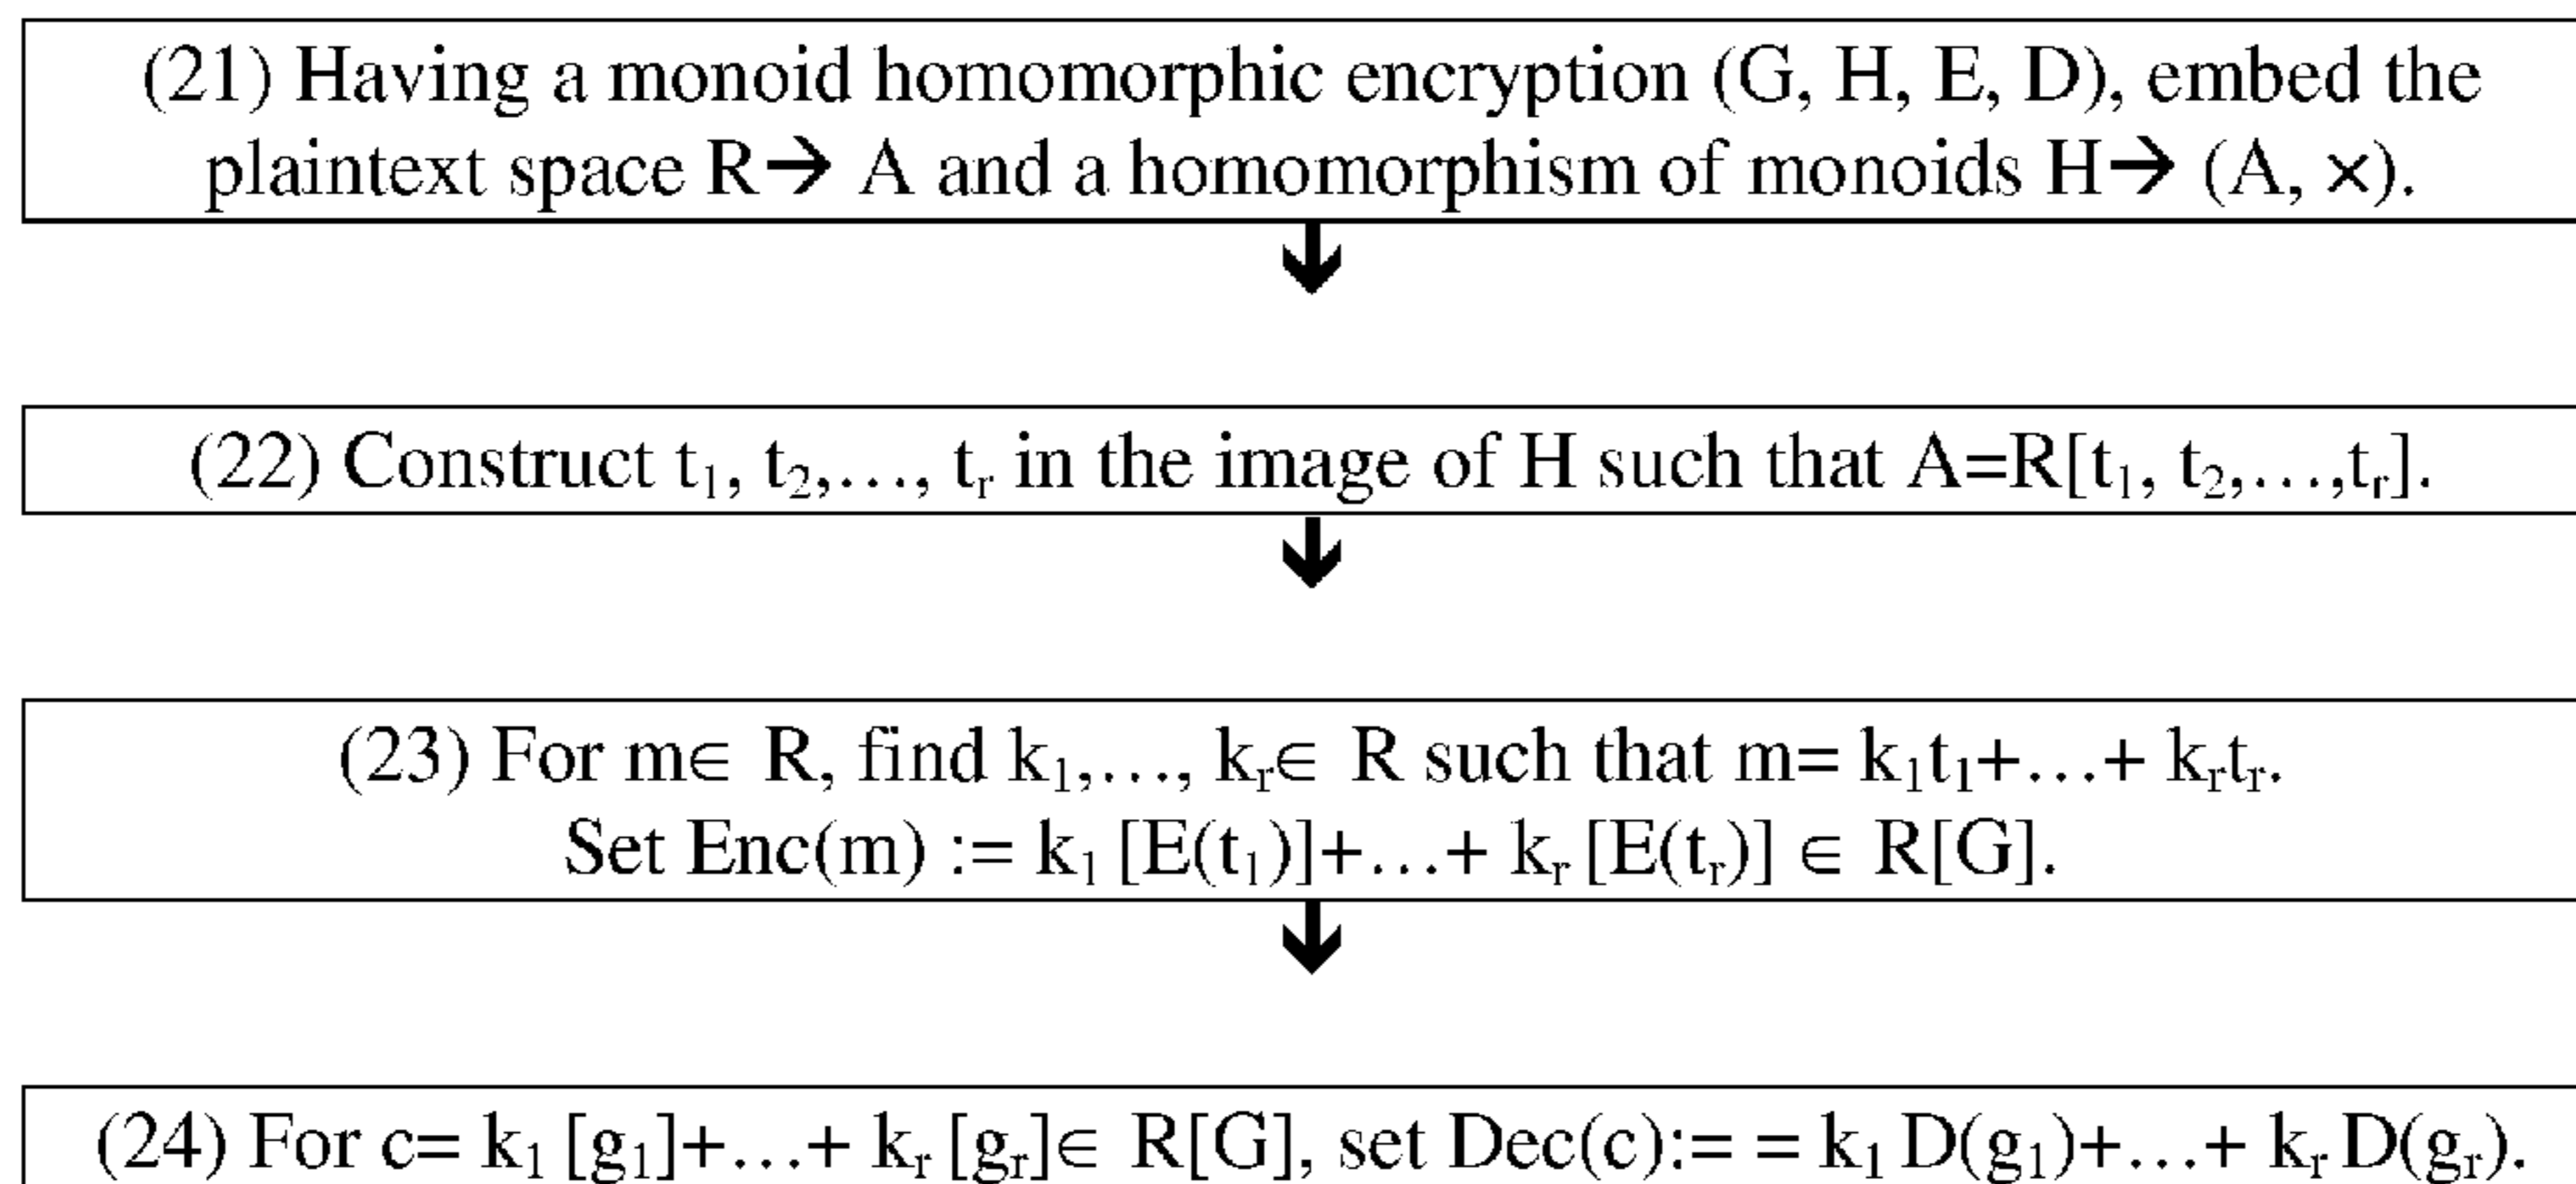 (21) Having a monoid homomorphic encryption (G, H, E, D), embed the
plaintext space R➔ A and a homomorphism of monoids H➔ (A, ×).
(22) Construct t₁, t₂,…, tᵣ in the image of H such that A=R[t₁, t₂,…,tᵣ].
(23) For m∈ R, find k₁,…, kᵣ∈ R such that m= k₁t₁+…+ kᵣtᵣ.
Set Enc(m) := k₁ [E(t₁)]+…+ kᵣ [E(tᵣ)] ∈ R[G].
(24) For c= k₁ [g₁]+…+ kᵣ [gᵣ]∈ R[G], set Dec(c):= = k₁ D(g₁)+…+ kᵣ D(gᵣ).